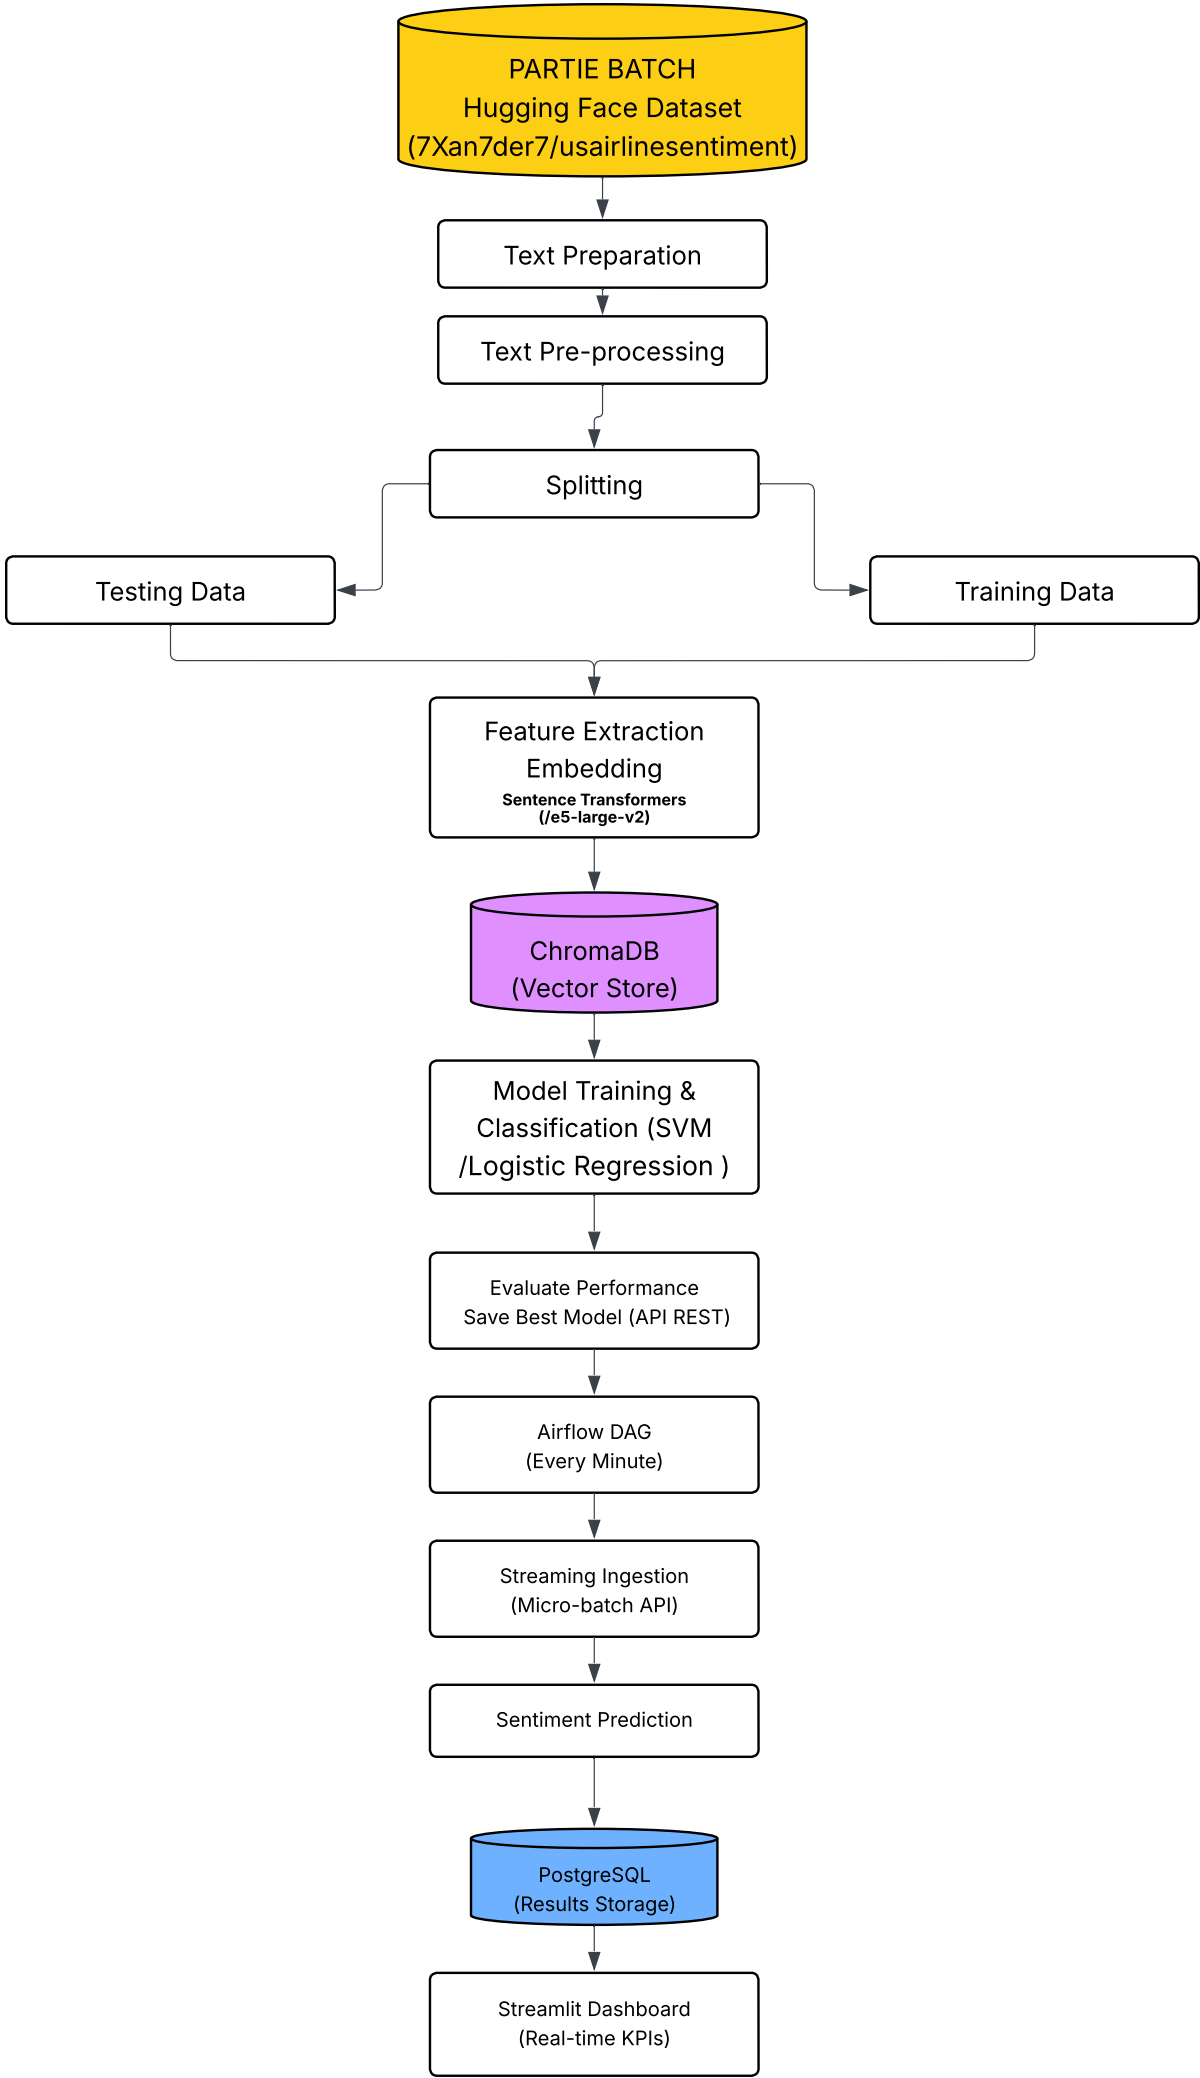 PARTIE BATCH
Hugging Face Dataset
(7Xan7der7/usairlinesentiment)
Text Preparation
Text Pre-processing
Splitting
Testing Data
Training Data
Feature Extraction
Embedding
Sentence Transformers
(/e5-large-v2)
ChromaDB
(Vector Store)
Model Training &
Classification (SVM
/Logistic Regression )
Evaluate Performance
Save Best Model (API REST)
Airflow DAG
(Every Minute)
Streaming Ingestion
(Micro-batch API)
Sentiment Prediction
PostgreSQL
(Results Storage)
Streamlit Dashboard
(Real-time KPIs)